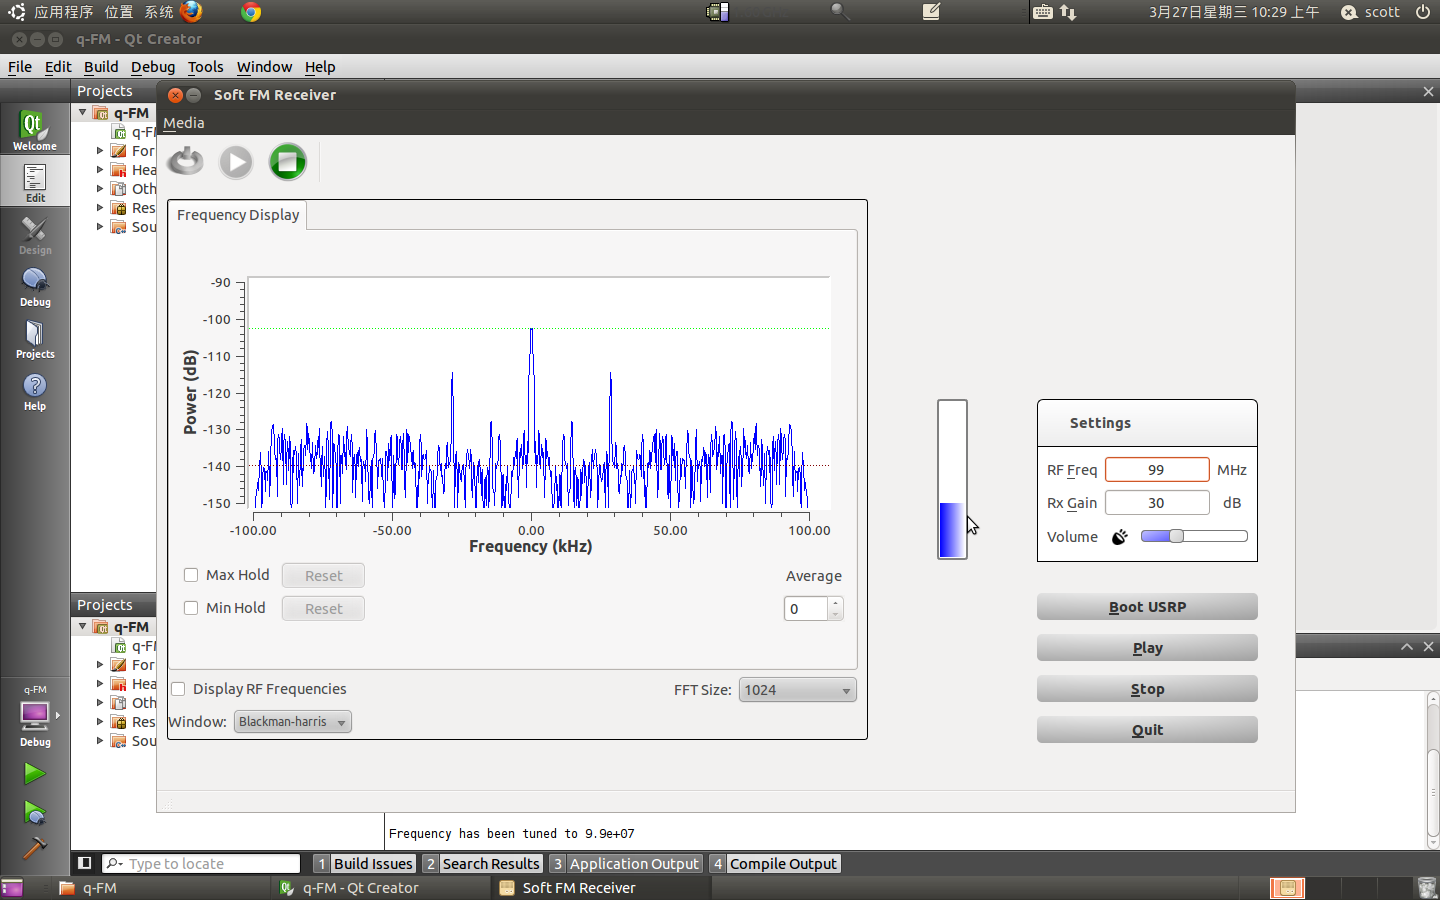 应用程序 位置 系统
3月27日星期三 10:29 上午 scott
q-FM - Qt Creator
File Edit Build Debug Tools Window Help
Projects
Soft FM Receiver
Media
q-FM
q-FI
For
Hea
Oth
Res
Sou
Qt
Welcome
Edit
Design
Debug
Projects
Help
Frequency Display
-90
-100
-110
-120
-130
-140
-150
Power (dB)
-100.00 -50.00 0.00 50.00 100.00
Frequency (kHz)
Max Hold Reset
Min Hold Reset
Average
0
Display RF Frequencies
FFT Size: 1024
Window: Blackman-harris
Settings
RF Freq 99 MHz
Rx Gain 30 dB
Volume
Boot USRP
Play
Stop
Quit
Projects
q-FM
q-FI
For
Hea
Oth
Res
Sou
q-FM
Debug
Frequency has been tuned to 9.9e+07
Type to locate 1 Build Issues 2 Search Results 3 Application Output 4 Compile Output
q-FM q-FM - Qt Creator Soft FM Receiver